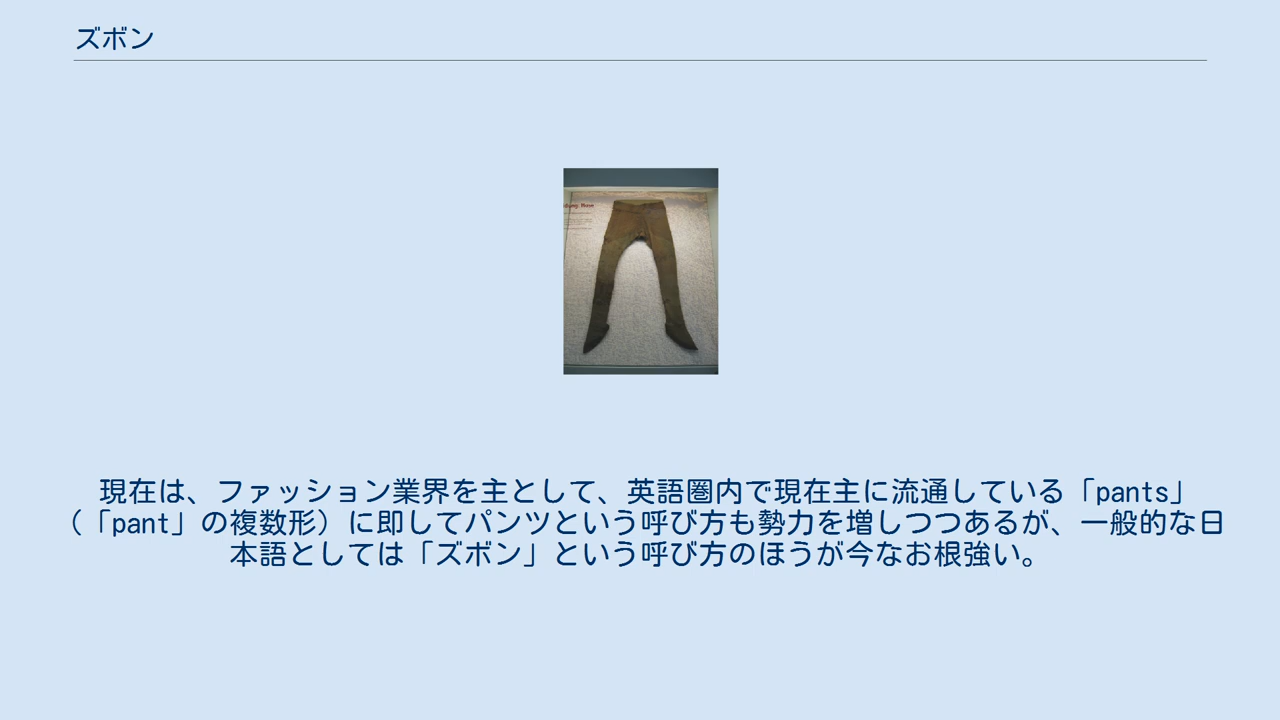 ズボン
現在は、ファッション業界を主として、英語圏内で現在主に流通している「pants」
（「pant」の複数形）に即してパンツという呼び方も勢力を増しつつあるが、一般的な日
本語としては「ズボン」という呼び方のほうが今なお根強い。